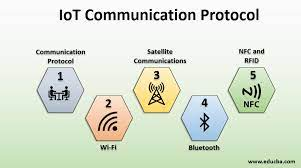 IoT Communication Protocol
Communication
Protocol
Satellite
Communications
NFC and
RFID
1
2
3
4
5
NFC
Wi-Fi
Bluetooth
www.educba.com